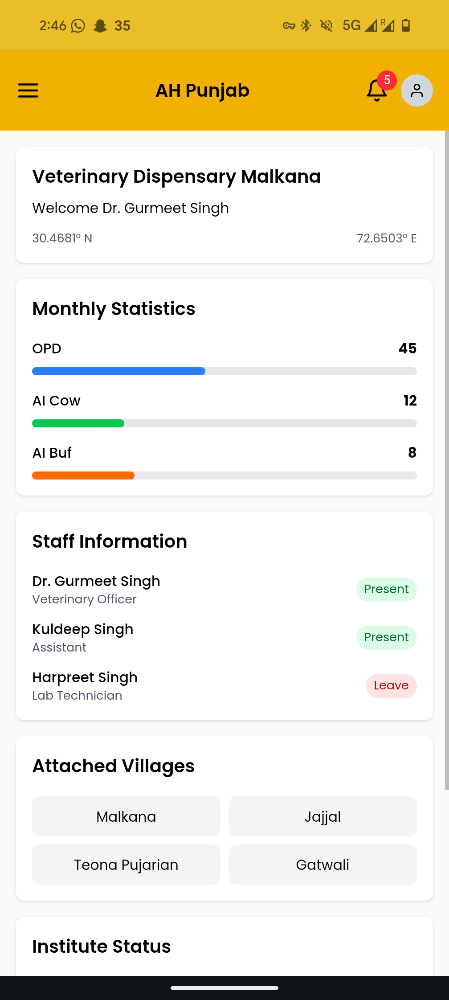 2:46 35 5G R
AH Punjab 5
Veterinary Dispensary Malkana
Welcome Dr. Gurmeet Singh
30.4681° N 72.6503° E
Monthly Statistics
OPD 45
AI Cow 12
AI Buf 8
Staff Information
Dr. Gurmeet Singh
Veterinary Officer
Present
Kuldeep Singh
Assistant
Present
Harpreet Singh
Lab Technician
Leave
Attached Villages
Malkana Jajjal
Teona Pujarian Gatwali
Institute Status